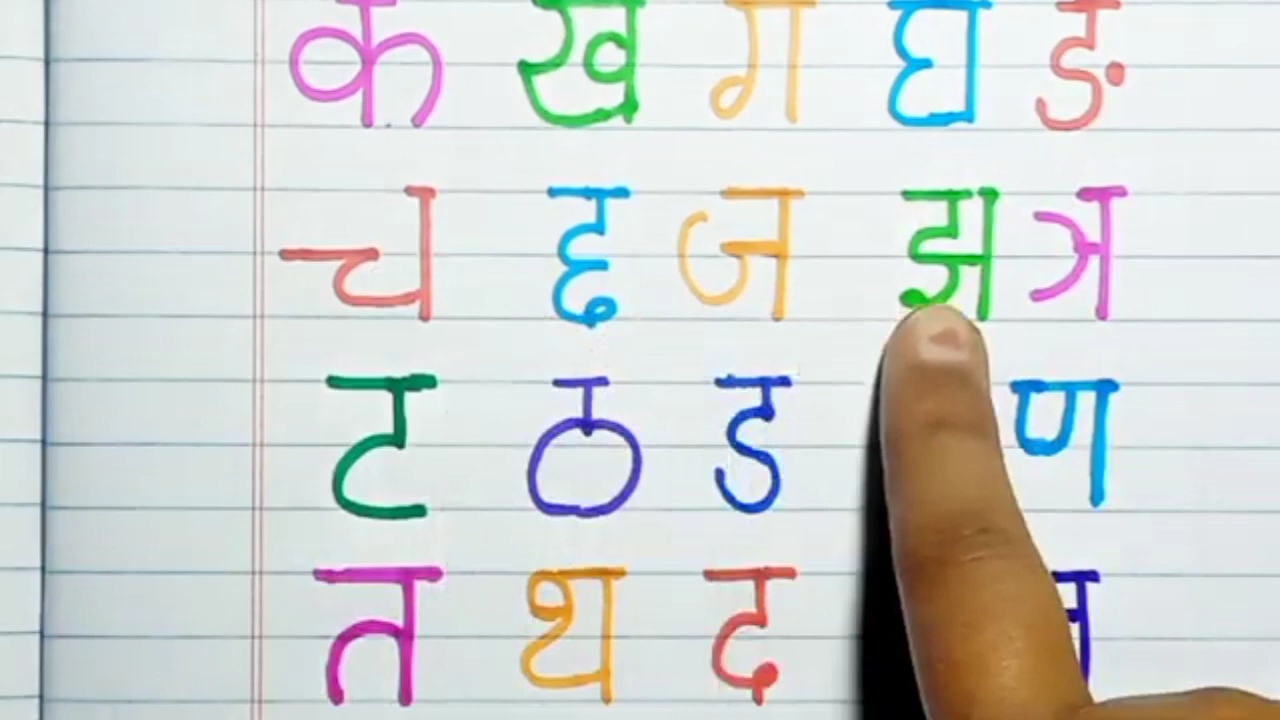 क ख ग घ ङ
च छ ज झ ञ
ट ठ ड ण
त थ द